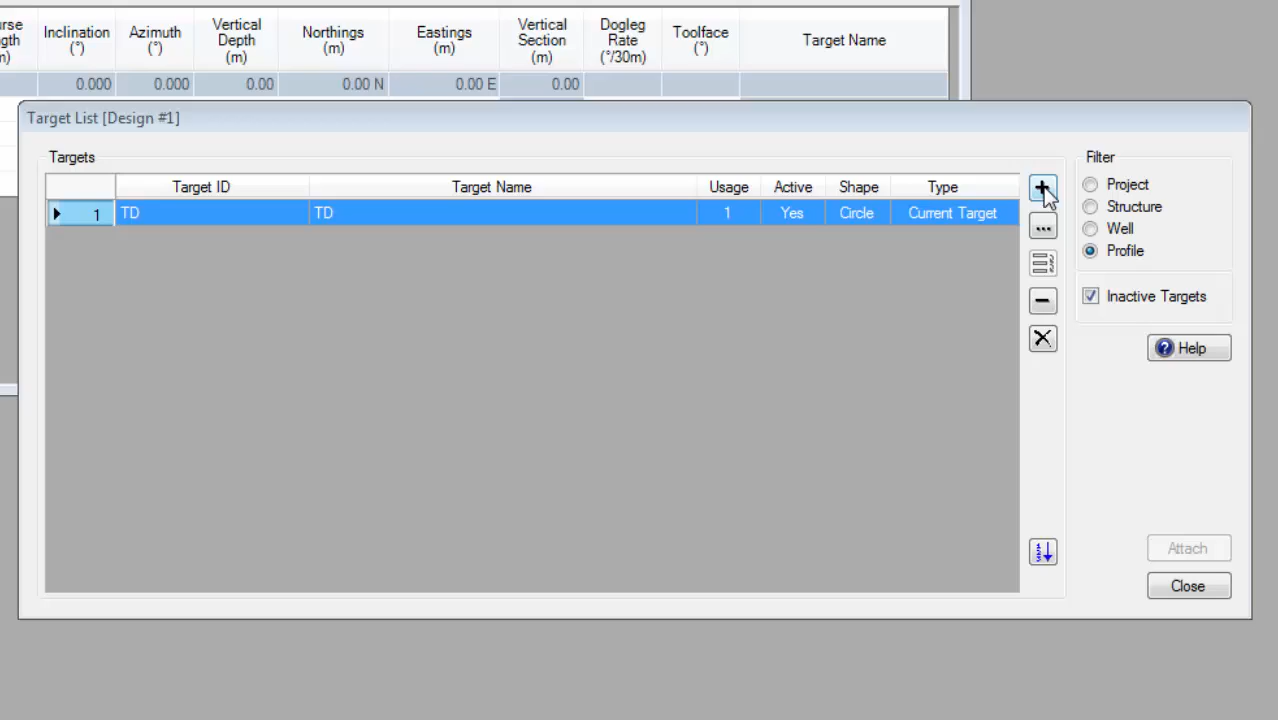 rse Inclination Azimuth Vertical Northings Eastings Vertical Dogleg Toolface Target Name
gth (°) (°) Depth (m) (m) Section Rate (°)
n) (m) (m) (°/30m)
0.000 0.000 0.00 0.00 N 0.00 E 0.00
Target List [Design #1]
Targets
Target ID Target Name Usage Active Shape Type
1 TD TD 1 Yes Circle Current Target
...
Filter
Project
Structure
Well
Profile
Inactive Targets
Help
Attach
Close